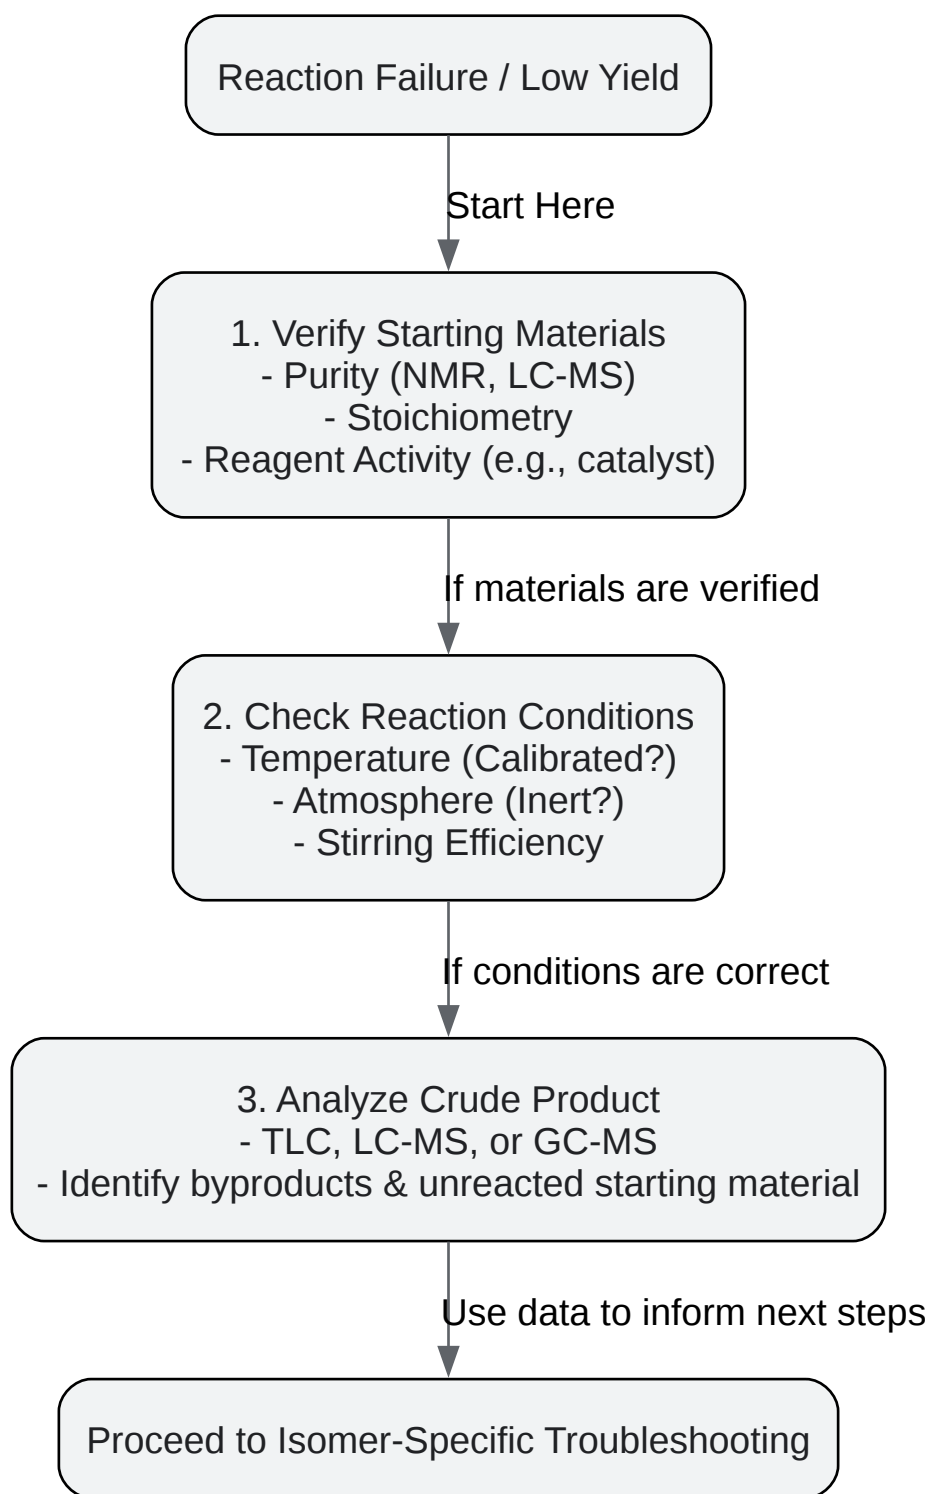 Reaction Failure / Low Yield
Start Here
1. Verify Starting Materials
- Purity (NMR, LC-MS)
- Stoichiometry
- Reagent Activity (e.g., catalyst)
If materials are verified
2. Check Reaction Conditions
- Temperature (Calibrated?)
- Atmosphere (Inert?)
- Stirring Efficiency
If conditions are correct
3. Analyze Crude Product
- TLC, LC-MS, or GC-MS
- Identify byproducts & unreacted starting material
Use data to inform next steps
Proceed to Isomer-Specific Troubleshooting